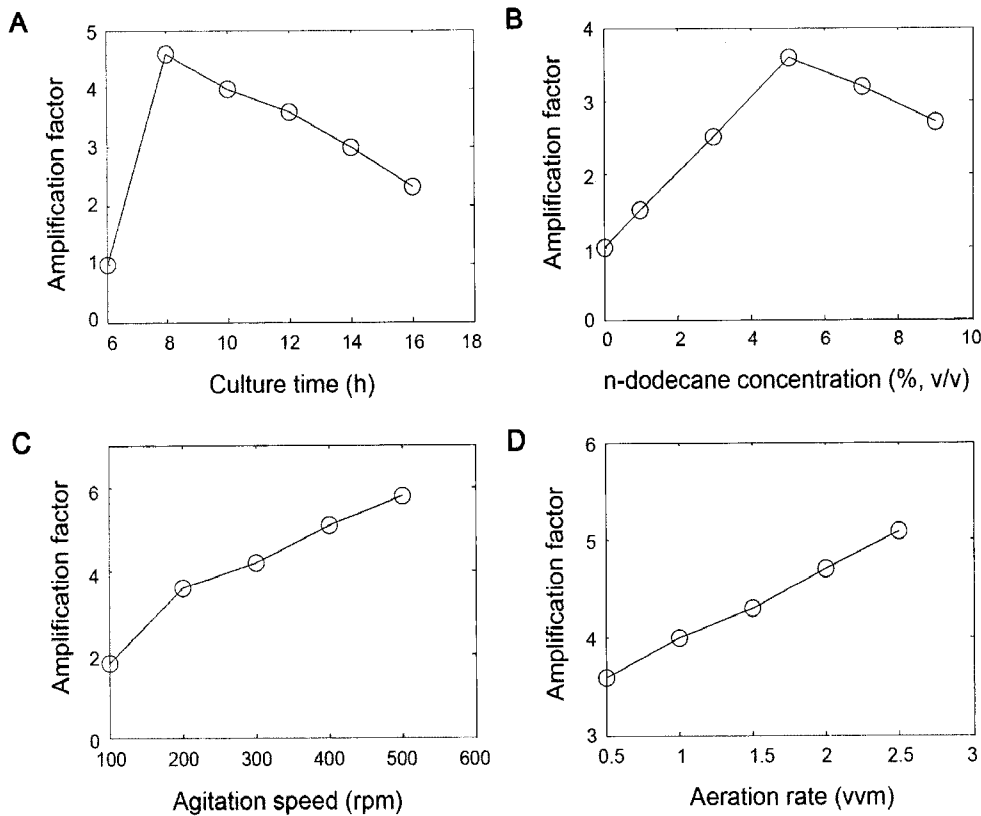 A
Amplification factor
5
4
3
2
1
0
6 8 10 12 14 16 18
Culture time (h)
B
Amplification factor
4
3
2
1
0
0 2 4 6 8 10
n-dodecane concentration (%, v/v)
C
Amplification factor
6
4
2
0
100 200 300 400 500 600
Agitation speed (rpm)
D
Amplification factor
6
5
4
3
0.5 1 1.5 2 2.5 3
Aeration rate (vvm)